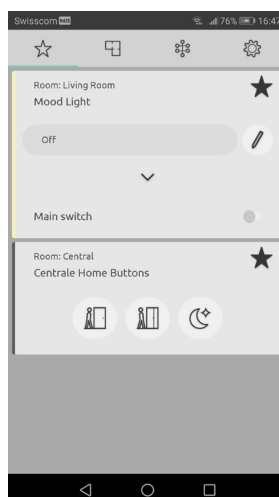 Swisscom 76% 16:47
Room: Living Room
Mood Light
Off
Main switch
Room: Central
Centrale Home Buttons